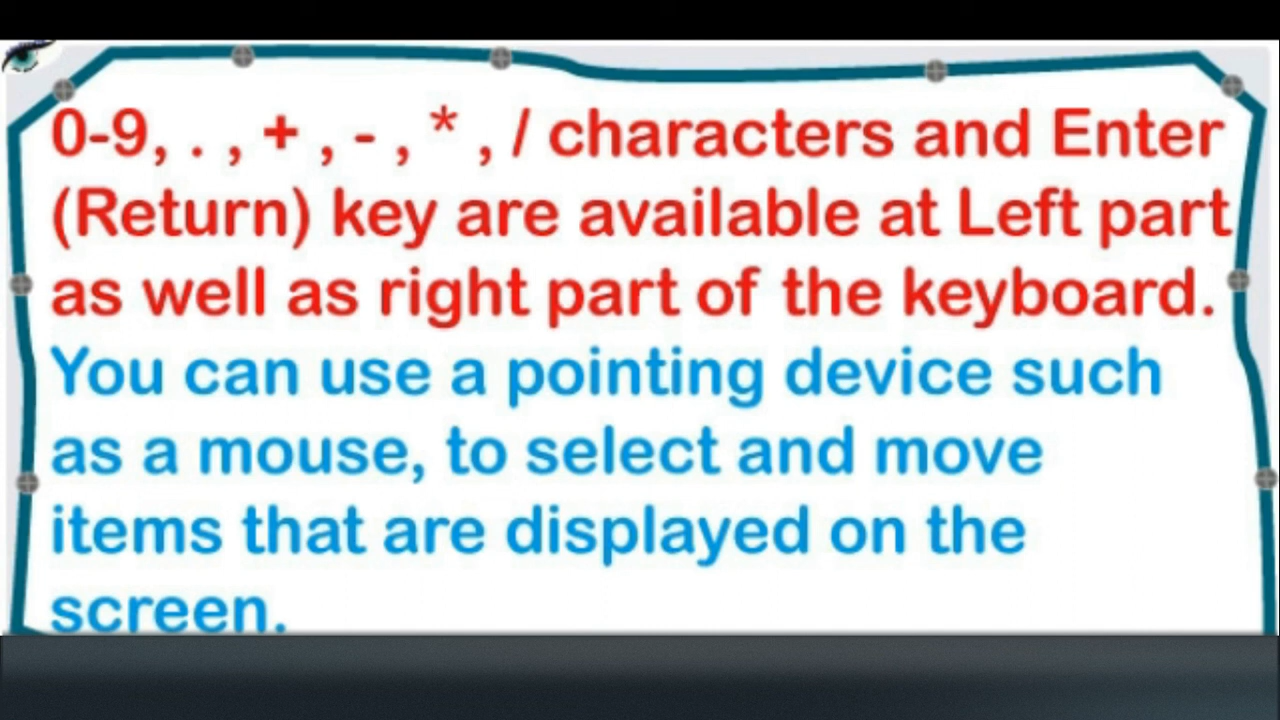 0-9, . , + , - , * , / characters and Enter
(Return) key are available at Left part
as well as right part of the keyboard.
You can use a pointing device such
as a mouse, to select and move
items that are displayed on the
screen.